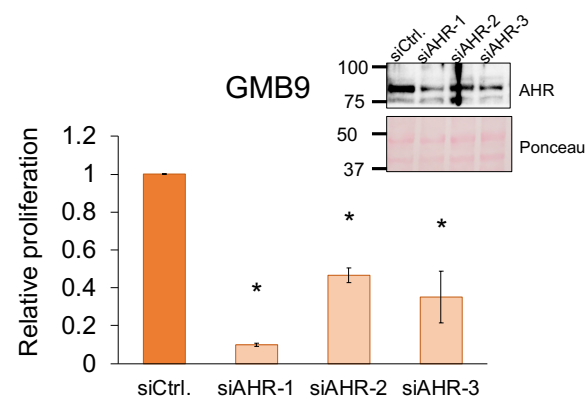 siCtrl.
siAHR-1
siAHR-2
siAHR-3
GMB9
100
75
AHR
50
37
Ponceau
Relative proliferation
1.2
1
0.8
0.6
0.4
0.2
0
*
*
*
siCtrl. siAHR-1 siAHR-2 siAHR-3